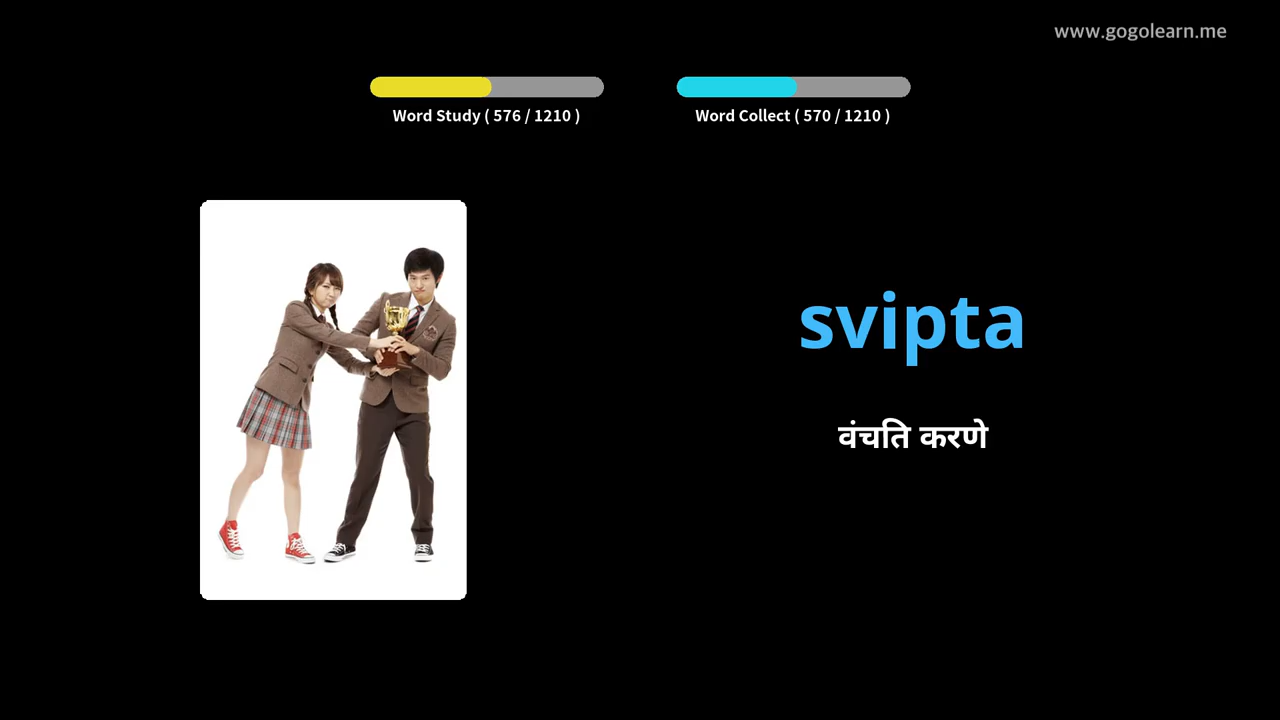 www.gogolearn.me
Word Study ( 576 / 1210 )
Word Collect ( 570 / 1210 )
svipta
वंचति करणे